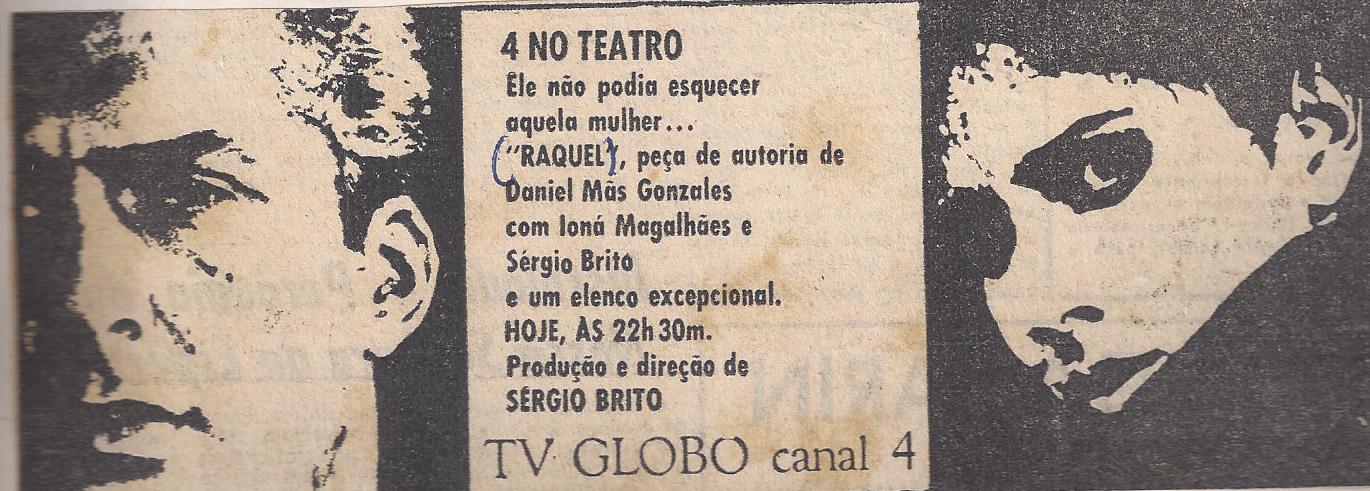 4 NO TEATRO
Ele não podia esquecer
aquela mulher...
("RAQUEL"), peça de autoria de
Daniel Más Gonzales
com Ioná Magalhães e
Sérgio Brito
e um elenco excepcional.
HOJE, ÀS 22h 30m.
Produção e direção de
SÉRGIO BRITO
TV GLOBO canal 4